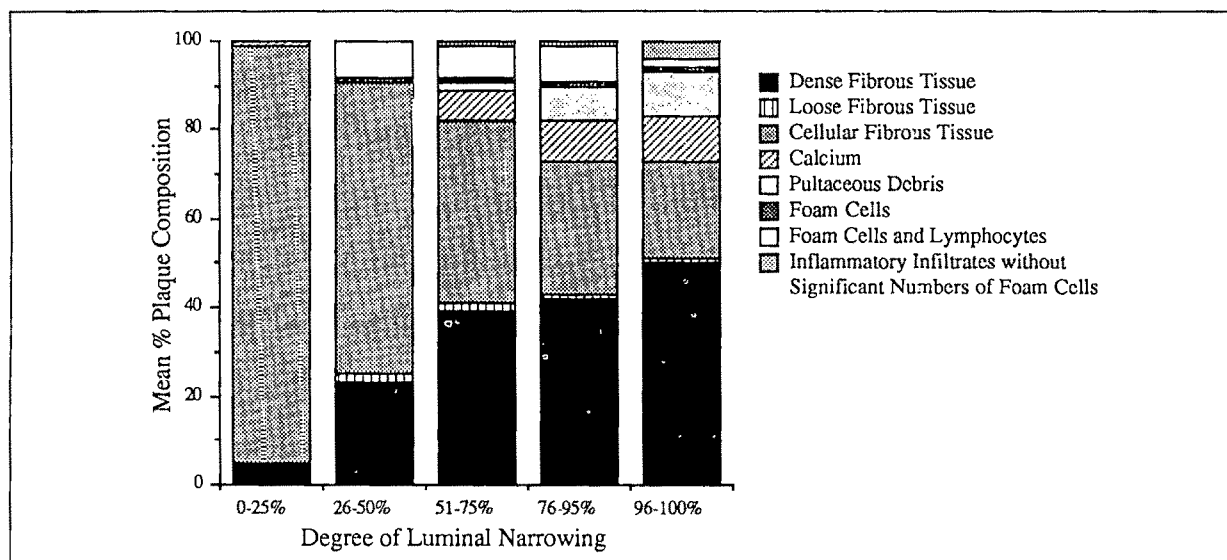 100
80
60
40
20
0
Mean % Plaque Composition
0-25%
26-50%
51-75%
76-95%
96-100%
Degree of Luminal Narrowing
Dense Fibrous Tissue
Loose Fibrous Tissue
Cellular Fibrous Tissue
Calcium
Pultaceous Debris
Foam Cells
Foam Cells and Lymphocytes
Inflammatory Infiltrates without
Significant Numbers of Foam Cells